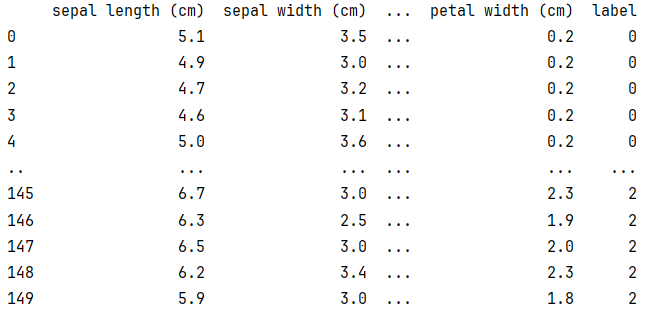 sepal length (cm) sepal width (cm) ... petal width (cm) label
0 5.1 3.5 ... 0.2 0
1 4.9 3.0 ... 0.2 0
2 4.7 3.2 ... 0.2 0
3 4.6 3.1 ... 0.2 0
4 5.0 3.6 ... 0.2 0
.. ... ... ... ... ...
145 6.7 3.0 ... 2.3 2
146 6.3 2.5 ... 1.9 2
147 6.5 3.0 ... 2.0 2
148 6.2 3.4 ... 2.3 2
149 5.9 3.0 ... 1.8 2